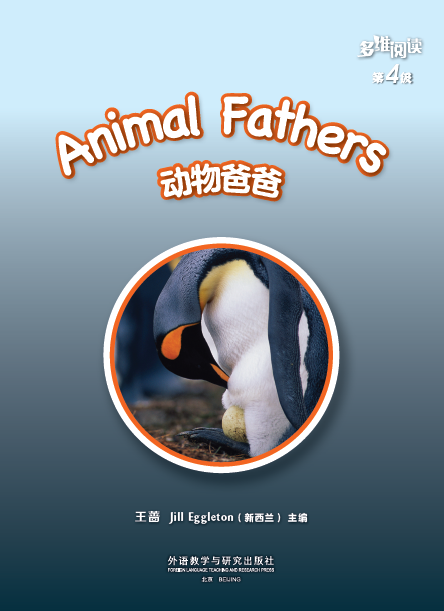 多维阅读
第4级
Animal Fathers
动物爸爸
王蔷 Jill Eggleton（新西兰）主编
外语教学与研究出版社
FOREIGN LANGUAGE TEACHING AND RESEARCH PRESS
北京 BEIJING